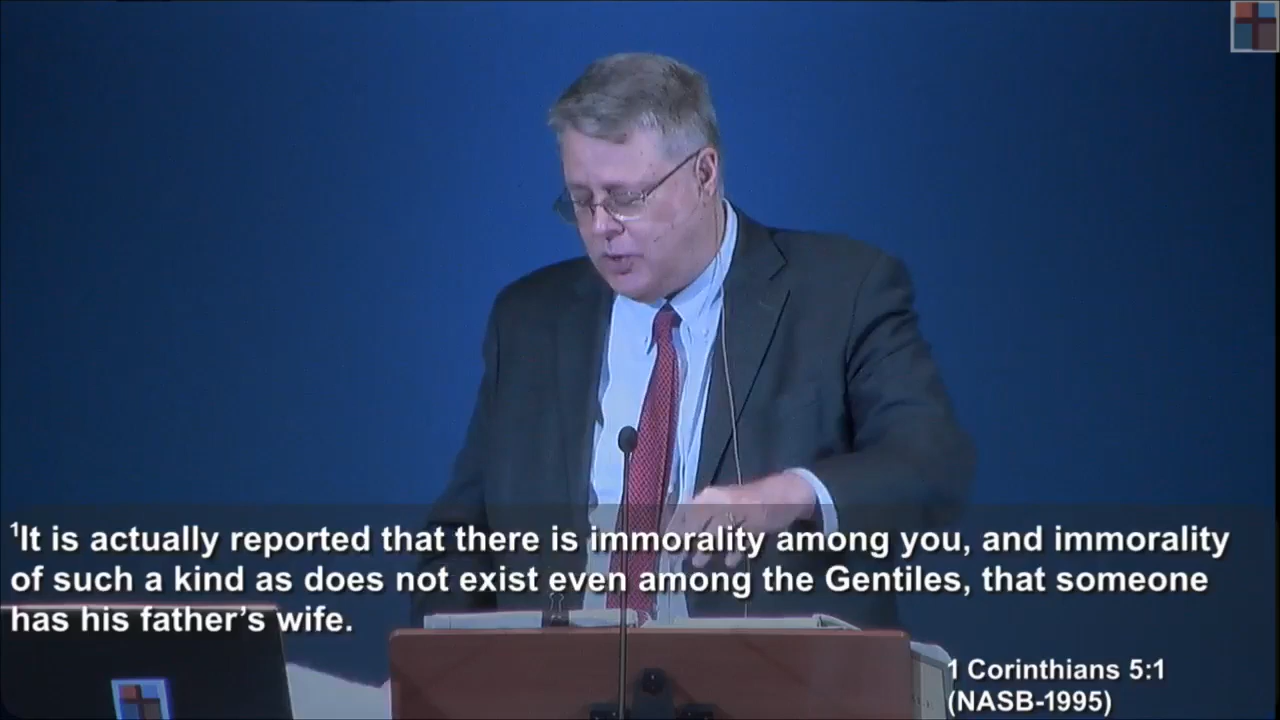 ¹It is actually reported that there is immorality among you, and immorality
of such a kind as does not exist even among the Gentiles, that someone
has his father’s wife.
1 Corinthians 5:1
(NASB-1995)